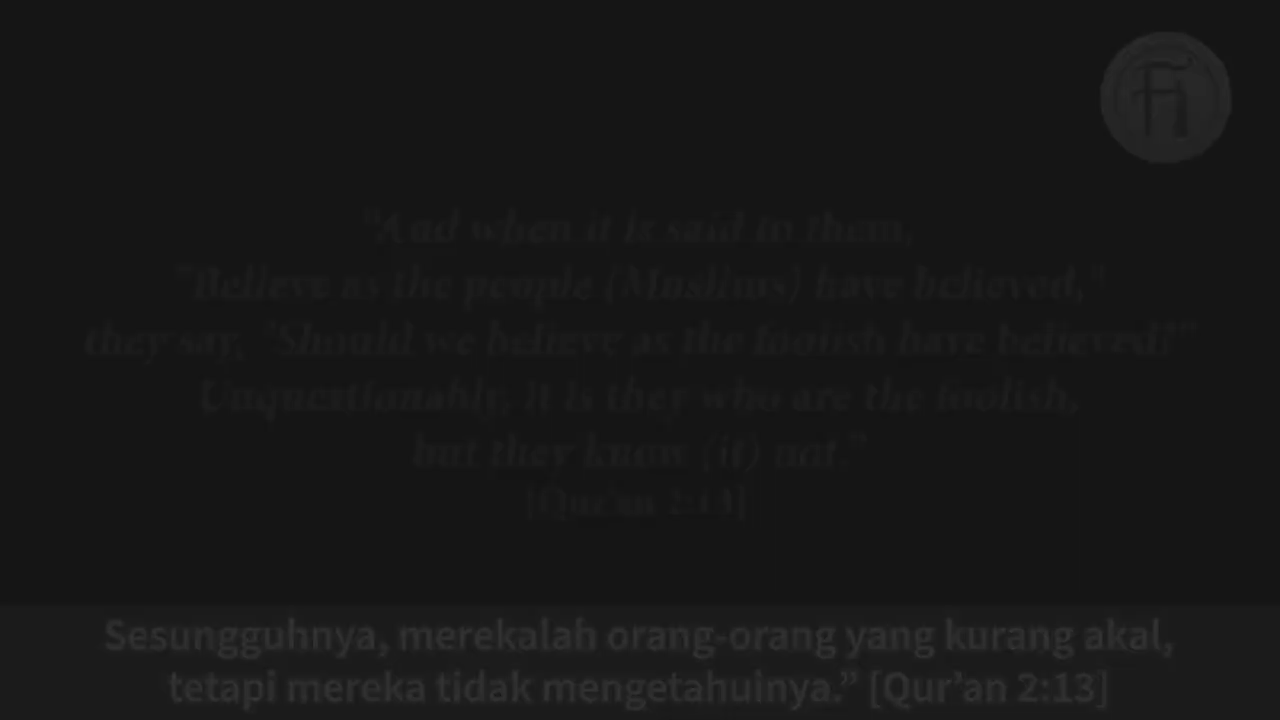 "And when it is said to them,
"Believe as the people (Muslims) have believed,"
they say, "Should we believe as the foolish have believed?"
Unquestionably, it is they who are the foolish,
but they know (it) not."
[Qur'an 2:13]
Sesungguhnya, merekalah orang-orang yang kurang akal,
tetapi mereka tidak mengetahuinya.” [Qur’an 2:13]